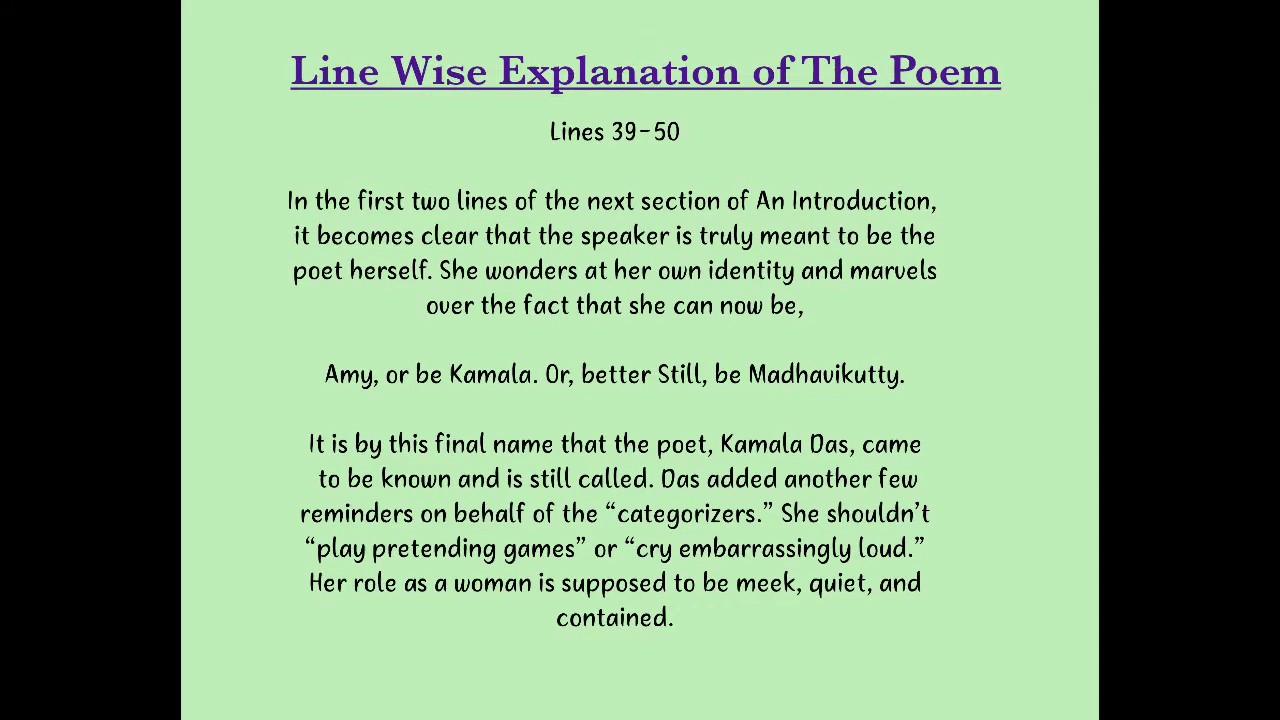 Line Wise Explanation of The Poem
Lines 39-50
In the first two lines of the next section of An Introduction,
it becomes clear that the speaker is truly meant to be the
poet herself. She wonders at her own identity and marvels
over the fact that she can now be,
Amy, or be Kamala. Or, better Still, be Madhavikutty.
It is by this final name that the poet, Kamala Das, came
to be known and is still called. Das added another few
reminders on behalf of the “categorizers.” She shouldn’t
“play pretending games” or “cry embarrassingly loud.”
Her role as a woman is supposed to be meek, quiet, and
contained.